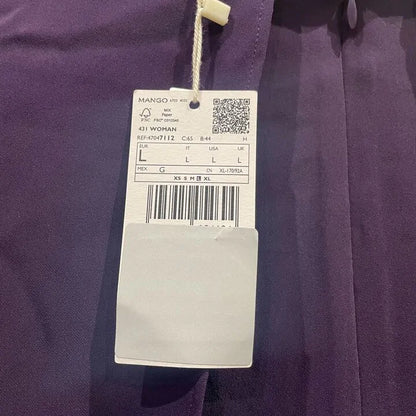 MANGO
MIX
Paper
FSC
431 WOMAN
REF:47047112 C:65 B:44 H
EUR IT USA UK
L L L L
MEX G CN XL-170/92A
XS S M L XL